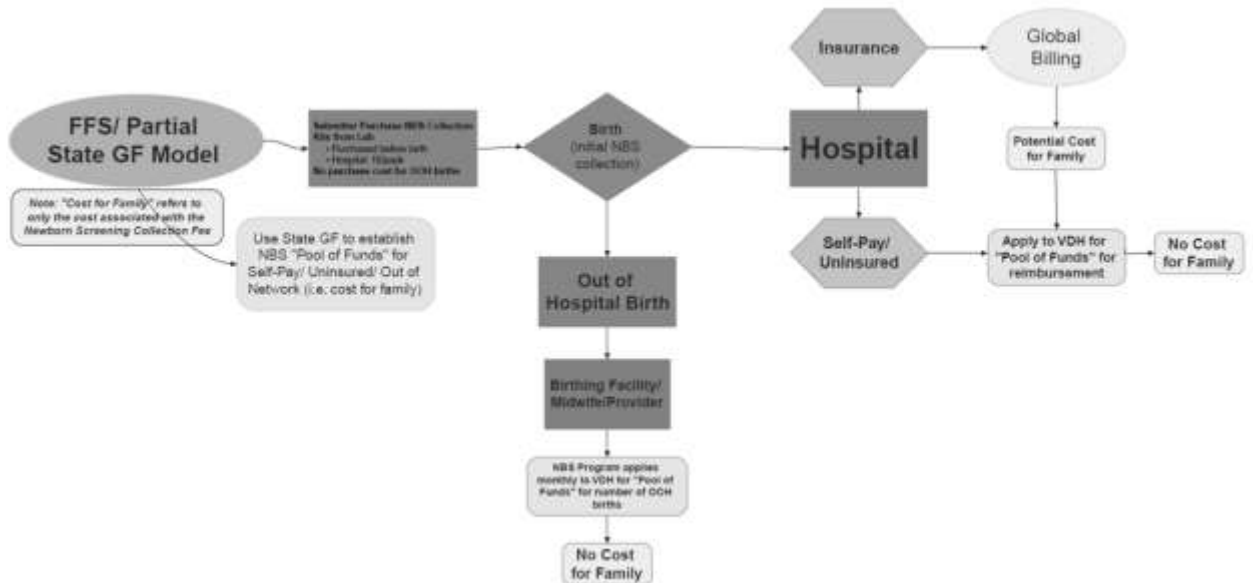 FFS/ Partial
State GF Model
Note: "Cost for Family" refers to
only the cost associated with the
Newborn Screening Collection Fee
Use State GF to establish
NBS "Pool of Funds" for
Self-Pay/ Uninsured/ Out of
Network (i.e. cost for family)
Submitter Purchase NBS Collection
Kits from Lab
• Purchased before birth
• Hospital
No purchase cost for OOH births
Birth
(initial NBS
collection)
Out of
Hospital Birth
Birthing Facility/
Midwife/Provider
NBS Program applies
monthly to VDH for "Pool of
Funds" for number of OOH
births
No Cost
for Family
Hospital
Insurance
Global
Billing
Potential Cost
for Family
Self-Pay/
Uninsured
Apply to VDH for
"Pool of Funds" for
reimbursement
No Cost
for Family